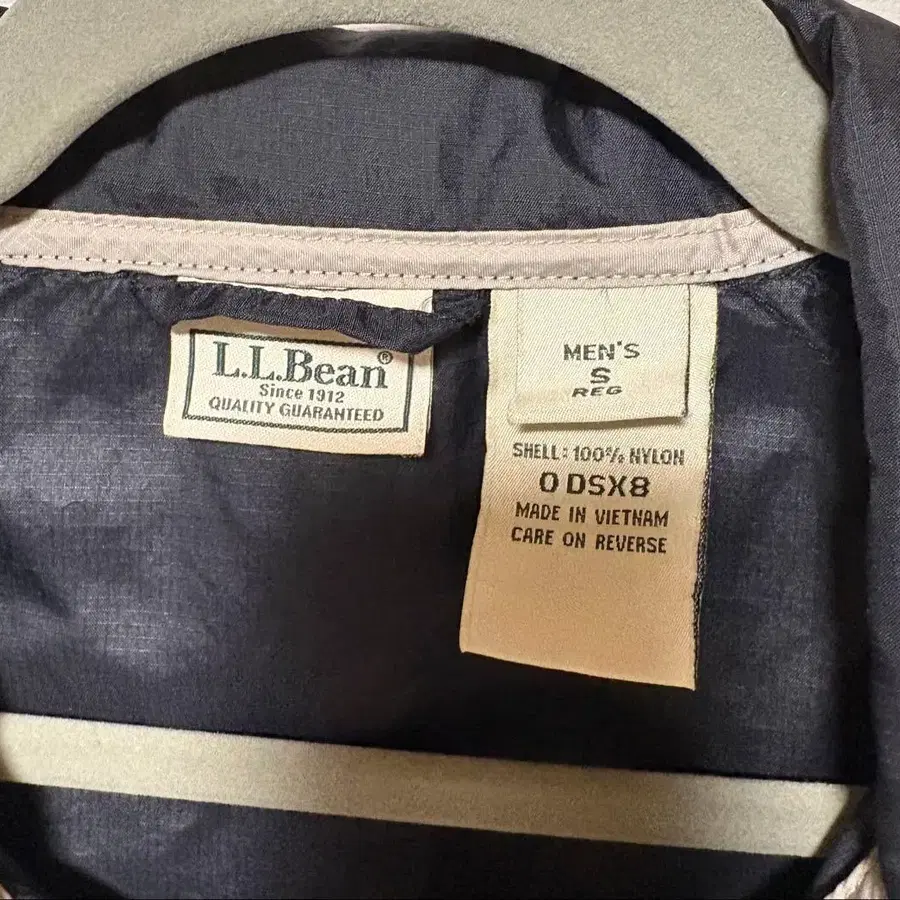 L.L.Bean®
Since 1912
QUALITY GUARANTEED
MEN'S
S
REG
SHELL: 100% NYLON
0 DSX8
MADE IN VIETNAM
CARE ON REVERSE